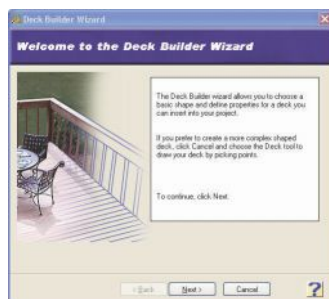 Deck Builder Wizard
Welcome to the Deck Builder Wizard
The Deck Builder wizard allows you to choose a
basic shape and define properties for a deck you
can insert into your project.
If you prefer to create a more complex shaped
deck, click Cancel and choose the Deck tool to
draw your deck by picking points.
To continue, click Next.
< Back
Next >
Cancel
?